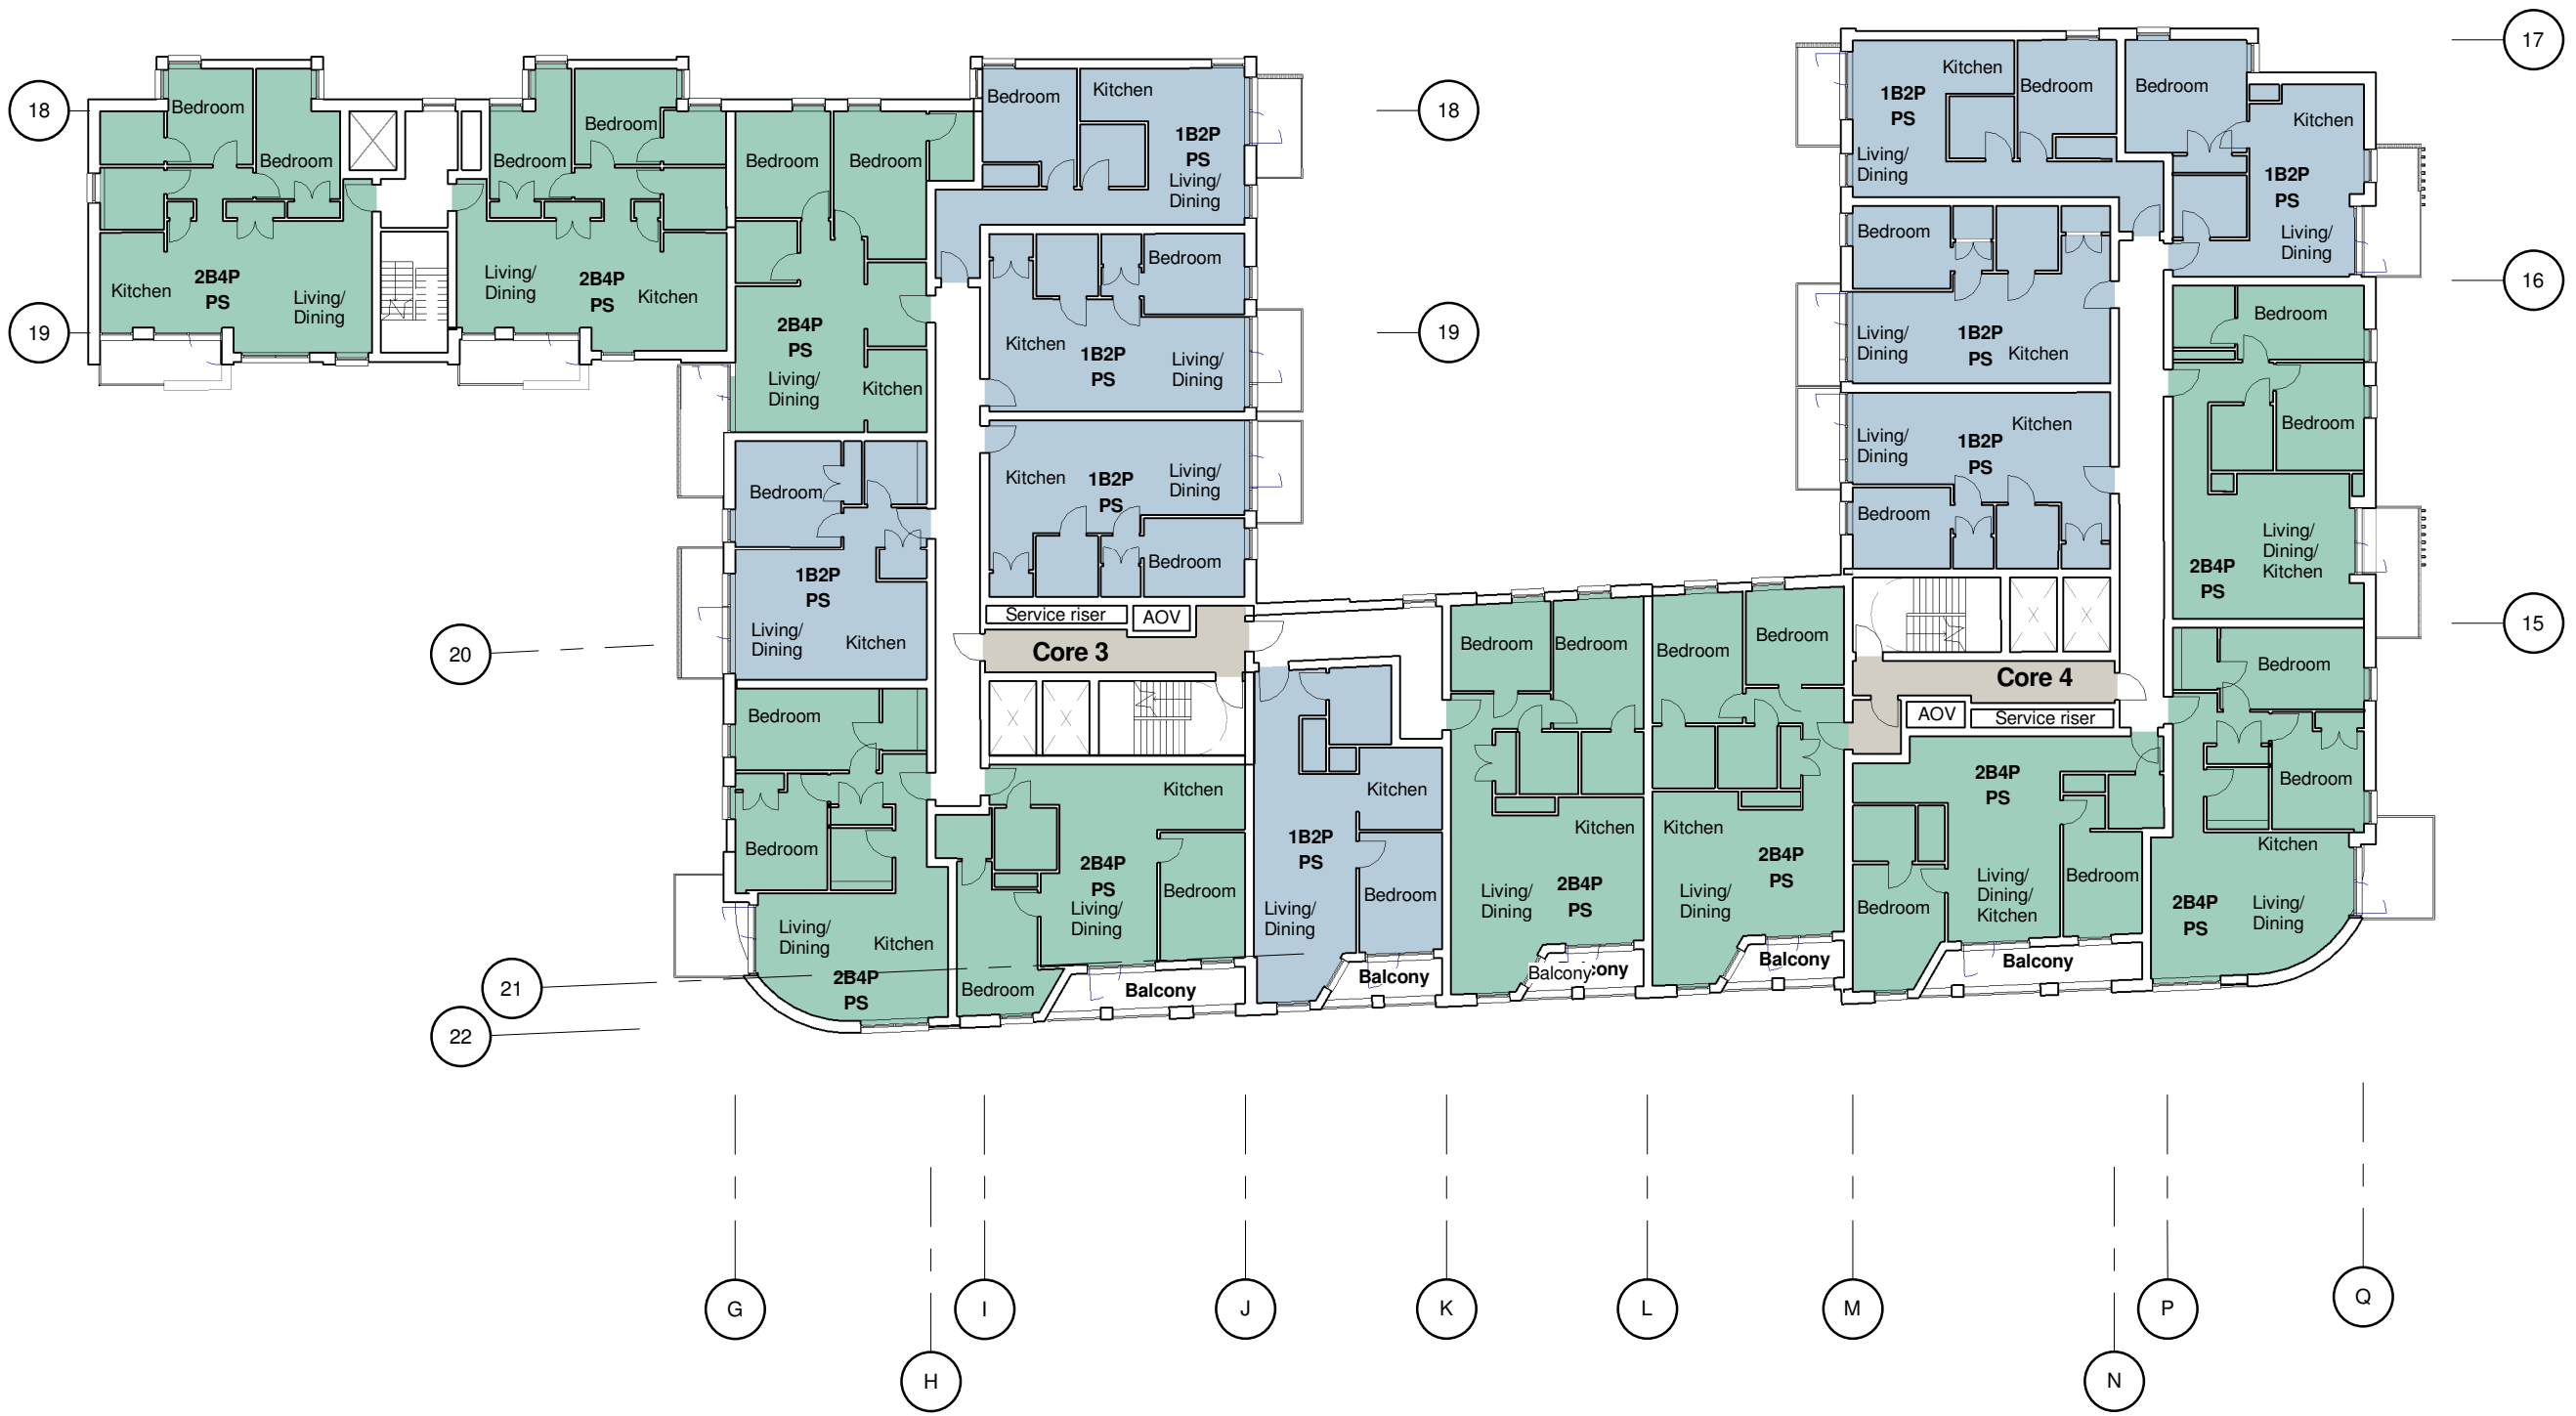 17
18
18
16
19
19
15
20
21
22
Bedroom
Bedroom
2B4P
PS
Kitchen
Living/
Dining
Bedroom
Bedroom
Living/
Dining
2B4P
PS
Kitchen
Bedroom
Bedroom
2B4P
PS
Living/
Dining
Kitchen
Bedroom
Kitchen
1B2P
PS
Living/
Dining
Bedroom
Kitchen
1B2P
PS
Living/
Dining
Kitchen
1B2P
PS
Living/
Dining
Bedroom
Bedroom
1B2P
PS
Living/
Dining
Kitchen
Service riser
AOV
Core 3
Bedroom
Bedroom
Living/
Dining
Kitchen
2B4P
PS
Kitchen
2B4P
PS
Living/
Dining
Bedroom
Bedroom
Balcony
Kitchen
1B2P
PS
Living/
Dining
Bedroom
Balcony
Bedroom
Bedroom
Kitchen
Living/
Dining
2B4P
PS
Balcony
cony
Bedroom
Bedroom
Kitchen
2B4P
PS
Living/
Dining
Balcony
Kitchen
Bedroom
1B2P
PS
Living/
Dining
Bedroom
Kitchen
1B2P
PS
Living/
Dining
Bedroom
Living/
Dining
1B2P
PS
Kitchen
Kitchen
Living/
Dining
1B2P
PS
Bedroom
Bedroom
Bedroom
Living/
Dining/
Kitchen
2B4P
PS
Core 4
AOV
Service riser
2B4P
PS
Living/
Dining/
Kitchen
Bedroom
Bedroom
Balcony
Bedroom
Bedroom
Kitchen
2B4P
PS
Living/
Dining
G
H
I
J
K
L
M
N
P
Q